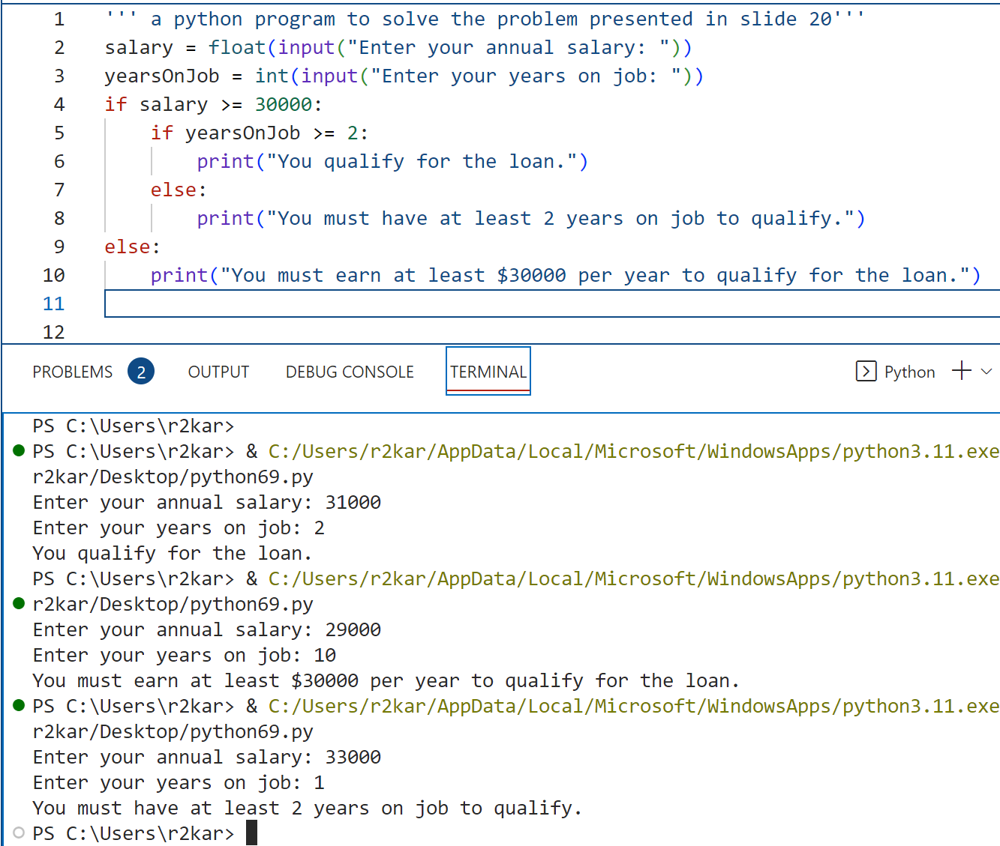 1 ''' a python program to solve the problem presented in slide 20'''
2 salary = float(input("Enter your annual salary: "))
3 yearsOnJob = int(input("Enter your years on job: "))
4 if salary >= 30000:
5     if yearsOnJob >= 2:
6         print("You qualify for the loan.")
7     else:
8         print("You must have at least 2 years on job to qualify.")
9 else:
10     print("You must earn at least $30000 per year to qualify for the loan.")
11
12
PROBLEMS 2 OUTPUT DEBUG CONSOLE TERMINAL Python
PS C:\Users\r2kar>
PS C:\Users\r2kar> & C:/Users/r2kar/AppData/Local/Microsoft/WindowsApps/python3.11.exe
r2kar/Desktop/python69.py
Enter your annual salary: 31000
Enter your years on job: 2
You qualify for the loan.
PS C:\Users\r2kar> & C:/Users/r2kar/AppData/Local/Microsoft/WindowsApps/python3.11.exe
r2kar/Desktop/python69.py
Enter your annual salary: 29000
Enter your years on job: 10
You must earn at least $30000 per year to qualify for the loan.
PS C:\Users\r2kar> & C:/Users/r2kar/AppData/Local/Microsoft/WindowsApps/python3.11.exe
r2kar/Desktop/python69.py
Enter your annual salary: 33000
Enter your years on job: 1
You must have at least 2 years on job to qualify.
PS C:\Users\r2kar>